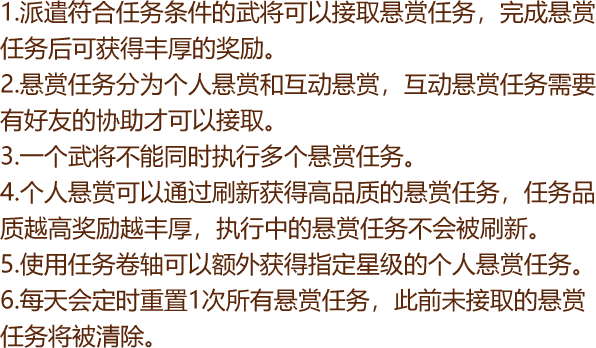 1.派遣符合任务条件的武将可以接取悬赏任务，完成悬赏
任务后可获得丰厚的奖励。
2.悬赏任务分为个人悬赏和互动悬赏，互动悬赏任务需要
有好友的协助才可以接取。
3.一个武将不能同时执行多个悬赏任务。
4.个人悬赏可以通过刷新获得高品质的悬赏任务，任务品
质越高奖励越丰厚，执行中的悬赏任务不会被刷新。
5.使用任务卷轴可以额外获得指定星级的个人悬赏任务。
6.每天会定时重置1次所有悬赏任务，此前未接取的悬赏
任务将被清除。